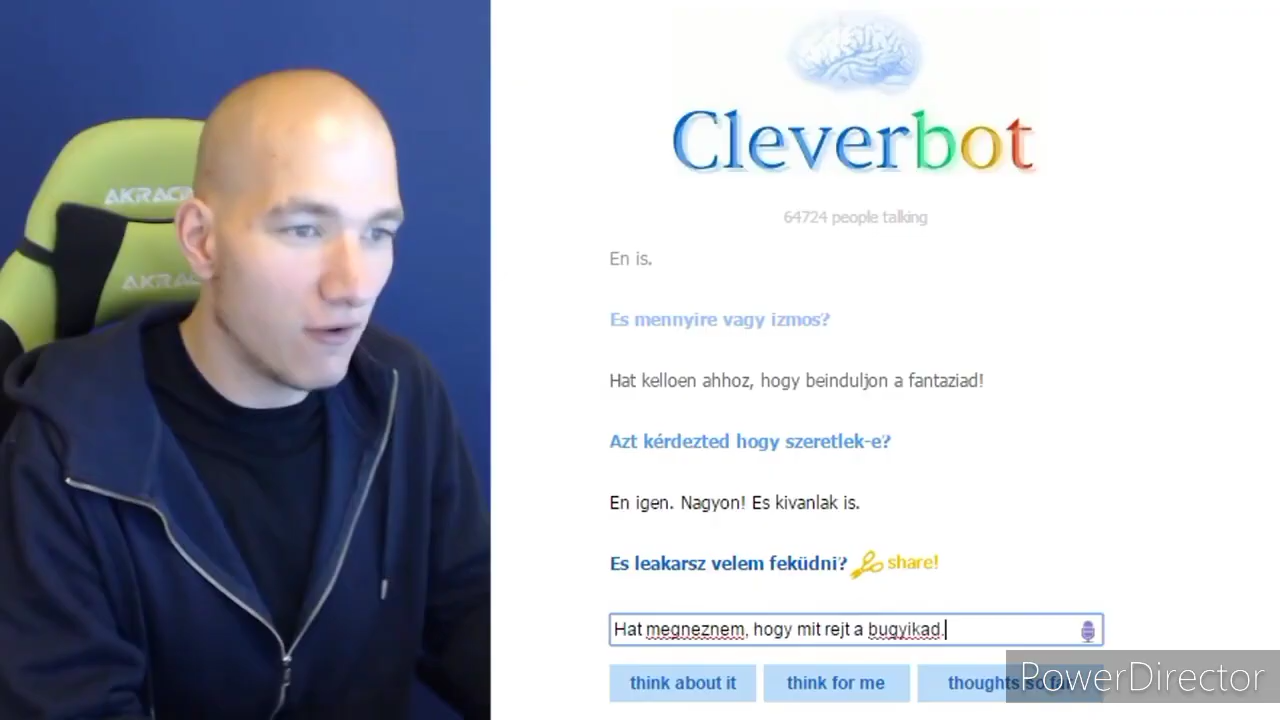 AKRACI
AKRAC
Cleverbot
64724 people talking
En is.
Es mennyire vagy izmos?
Hat kelloen ahhoz, hogy beinduljon a fantaziad!
Azt kérdezted hogy szeretlek-e?
En igen. Nagyon! Es kivanlak is.
Es leakarsz velem feküdni? share!
Hat megneznem, hogy mit rejt a bugyikad.
think about it think for me thoughts so far
PowerDirector